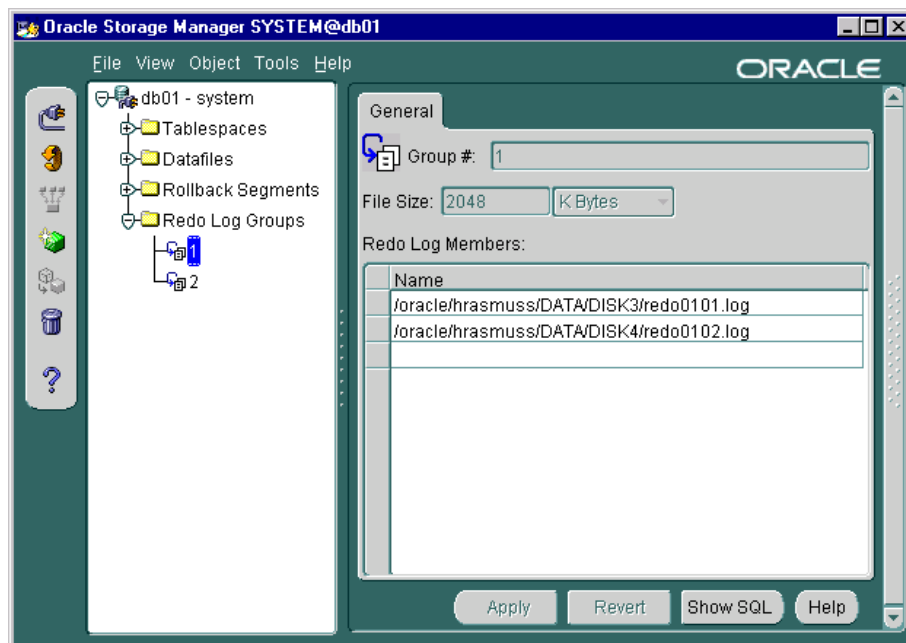 Oracle Storage Manager SYSTEM@db01
File View Object Tools Help
ORACLE
db01 - system
Tablespaces
Datafiles
Rollback Segments
Redo Log Groups
1
2
General
Group #: 1
File Size: 2048 K Bytes
Redo Log Members:
Name
/oracle/hrasmuss/DATA/DISK3/redo0101.log
/oracle/hrasmuss/DATA/DISK4/redo0102.log
Apply Revert Show SQL Help